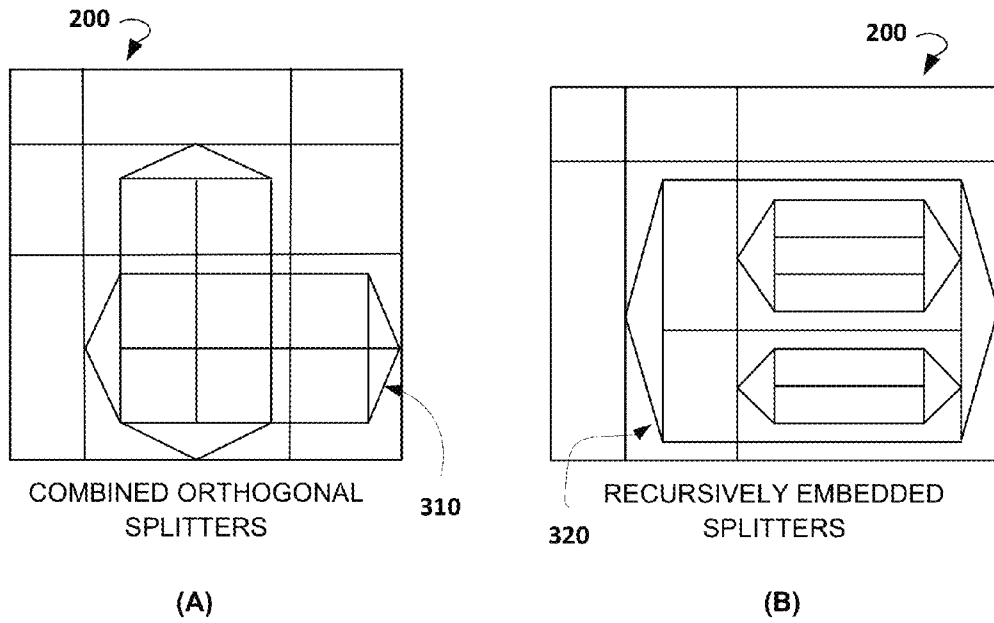 200
200
310
320
COMBINED ORTHOGONAL
SPLITTERS
RECURSIVELY EMBEDDED
SPLITTERS
(A)
(B)